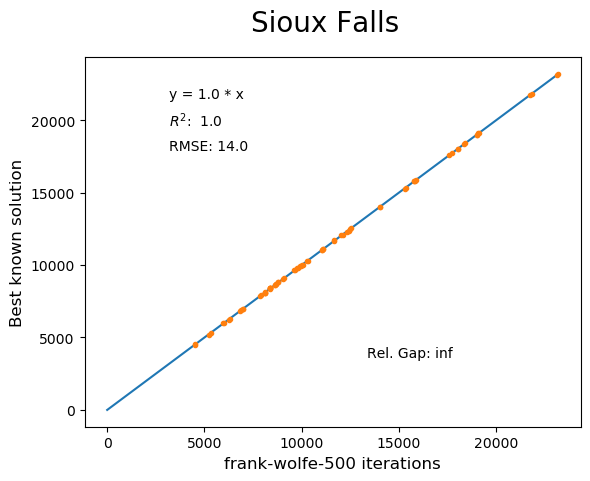 Sioux Falls
y = 1.0 * x
R²: 1.0
RMSE: 14.0
Rel. Gap: inf
Best known solution
20000
15000
10000
5000
0
0 5000 10000 15000 20000
frank-wolfe-500 iterations